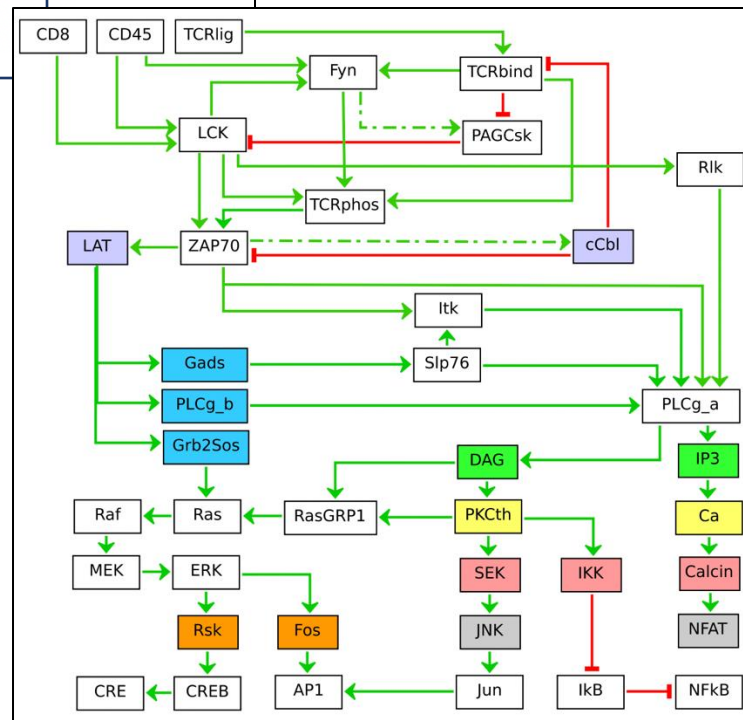 CD8
CD45
TCRlig
Fyn
TCRbind
LCK
PAGCsk
Rlk
TCRphos
LAT
ZAP70
cCbl
Itk
Gads
Slp76
PLCg_b
PLCg_a
Grb2Sos
DAG
IP3
Raf
Ras
RasGRP1
PKCth
Ca
MEK
ERK
SEK
IKK
Calcin
Rsk
Fos
JNK
NFAT
CRE
CREB
AP1
Jun
IkB
NFkB